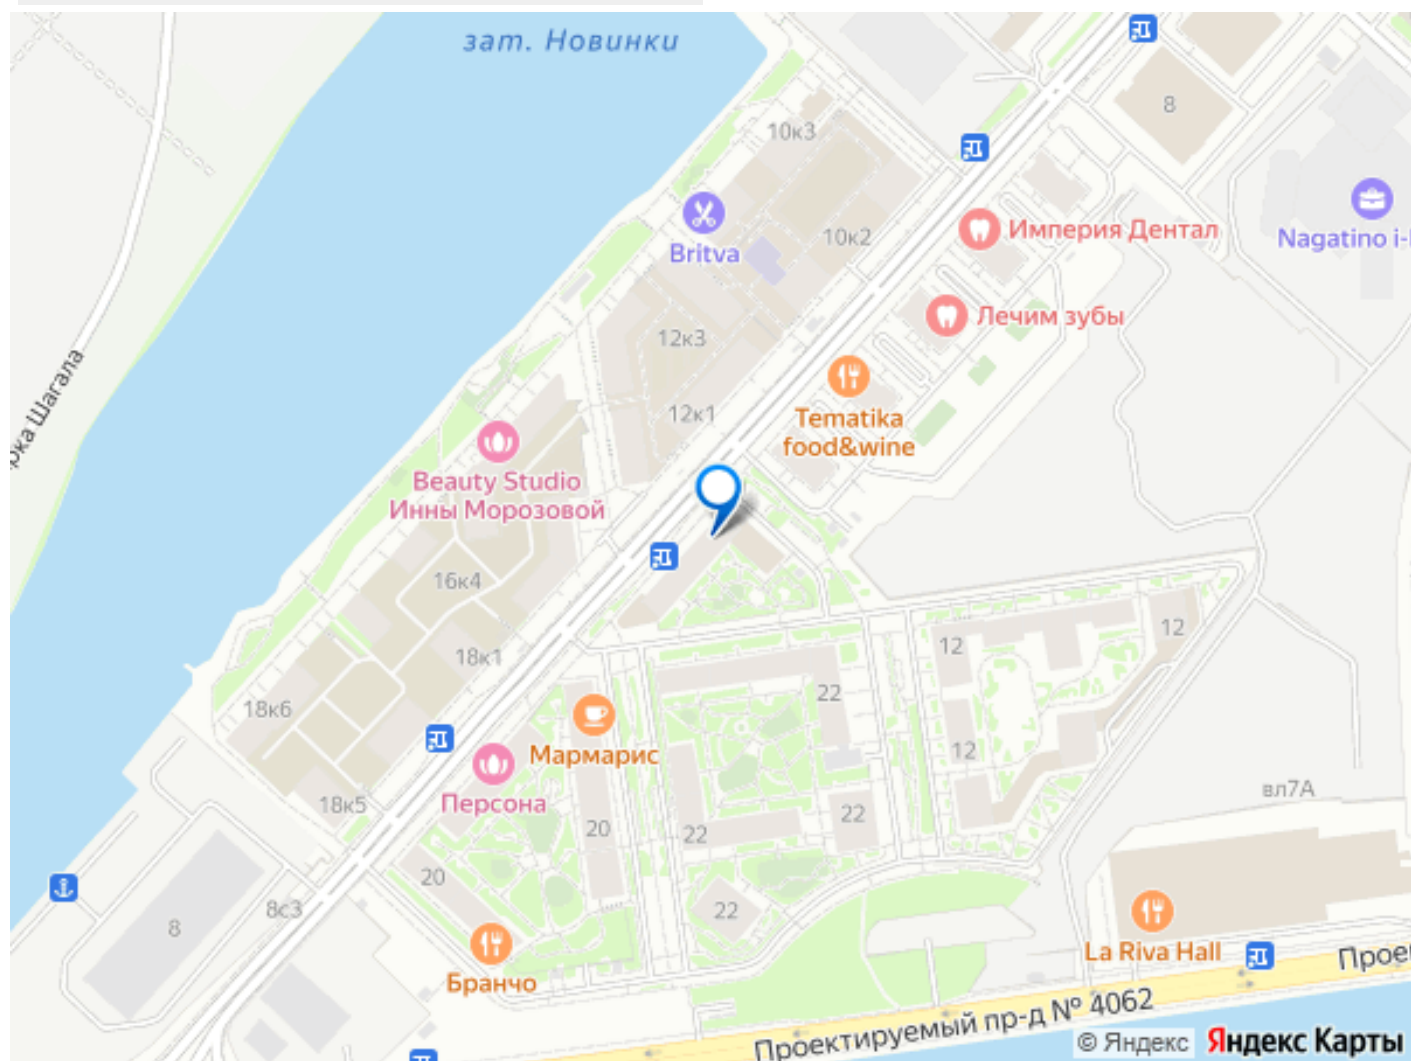 зат. Новинки
8
10к3
Империя Дентал
10к2
Britva
Nagatino i-
Лечим зубы
12к3
рка Шагала
12к1
Tematika
food&wine
Beauty Studio
Инны Морозовой
16к4
12
12
18к1
22
18к6
Мармарис
12
Персона
вл7А
18к5
20
22
22
20
8с3
8
22
La Riva Hall
Бранчо
Прое
Проектируемый пр-д № 4062
© Яндекс Яндекс Карты